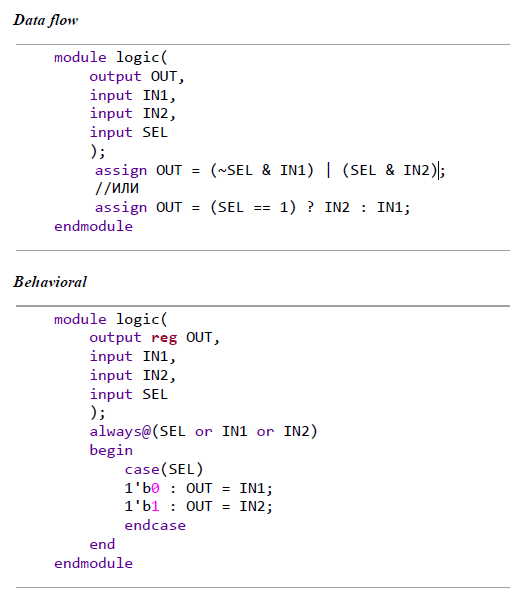 Data flow
module logic(
output OUT,
input IN1,
input IN2,
input SEL
);
assign OUT = (~SEL & IN1) | (SEL & IN2);
//ИЛИ
assign OUT = (SEL == 1) ? IN2 : IN1;
endmodule
Behavioral
module logic(
output reg OUT,
input IN1,
input IN2,
input SEL
);
always@(SEL or IN1 or IN2)
begin
case(SEL)
1'b0 : OUT = IN1;
1'b1 : OUT = IN2;
endcase
end
endmodule